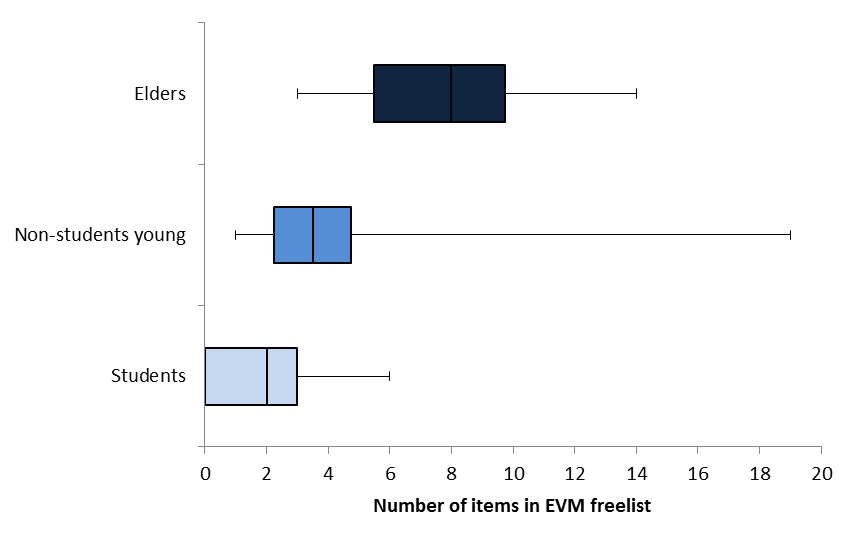 Elders
Non-students young
Students
0 2 4 6 8 10 12 14 16 18 20
Number of items in EVM freelist